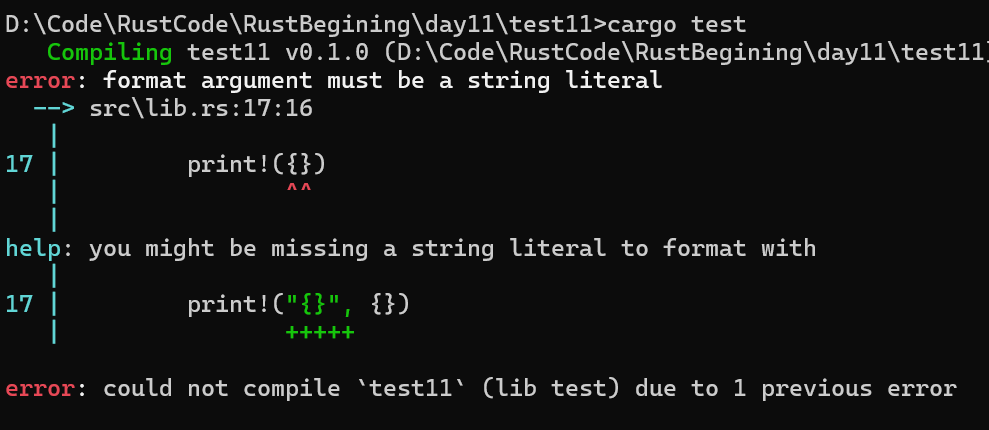 D:\Code\RustCode\RustBegining\day11\test11>cargo test
   Compiling test11 v0.1.0 (D:\Code\RustCode\RustBegining\day11\test11)
error: format argument must be a string literal
  --> src\lib.rs:17:16
   |
17 |         print!({})
   |                ^^
   |
help: you might be missing a string literal to format with
   |
17 |         print!("{}", {})
   |                +++++

error: could not compile `test11` (lib test) due to 1 previous error